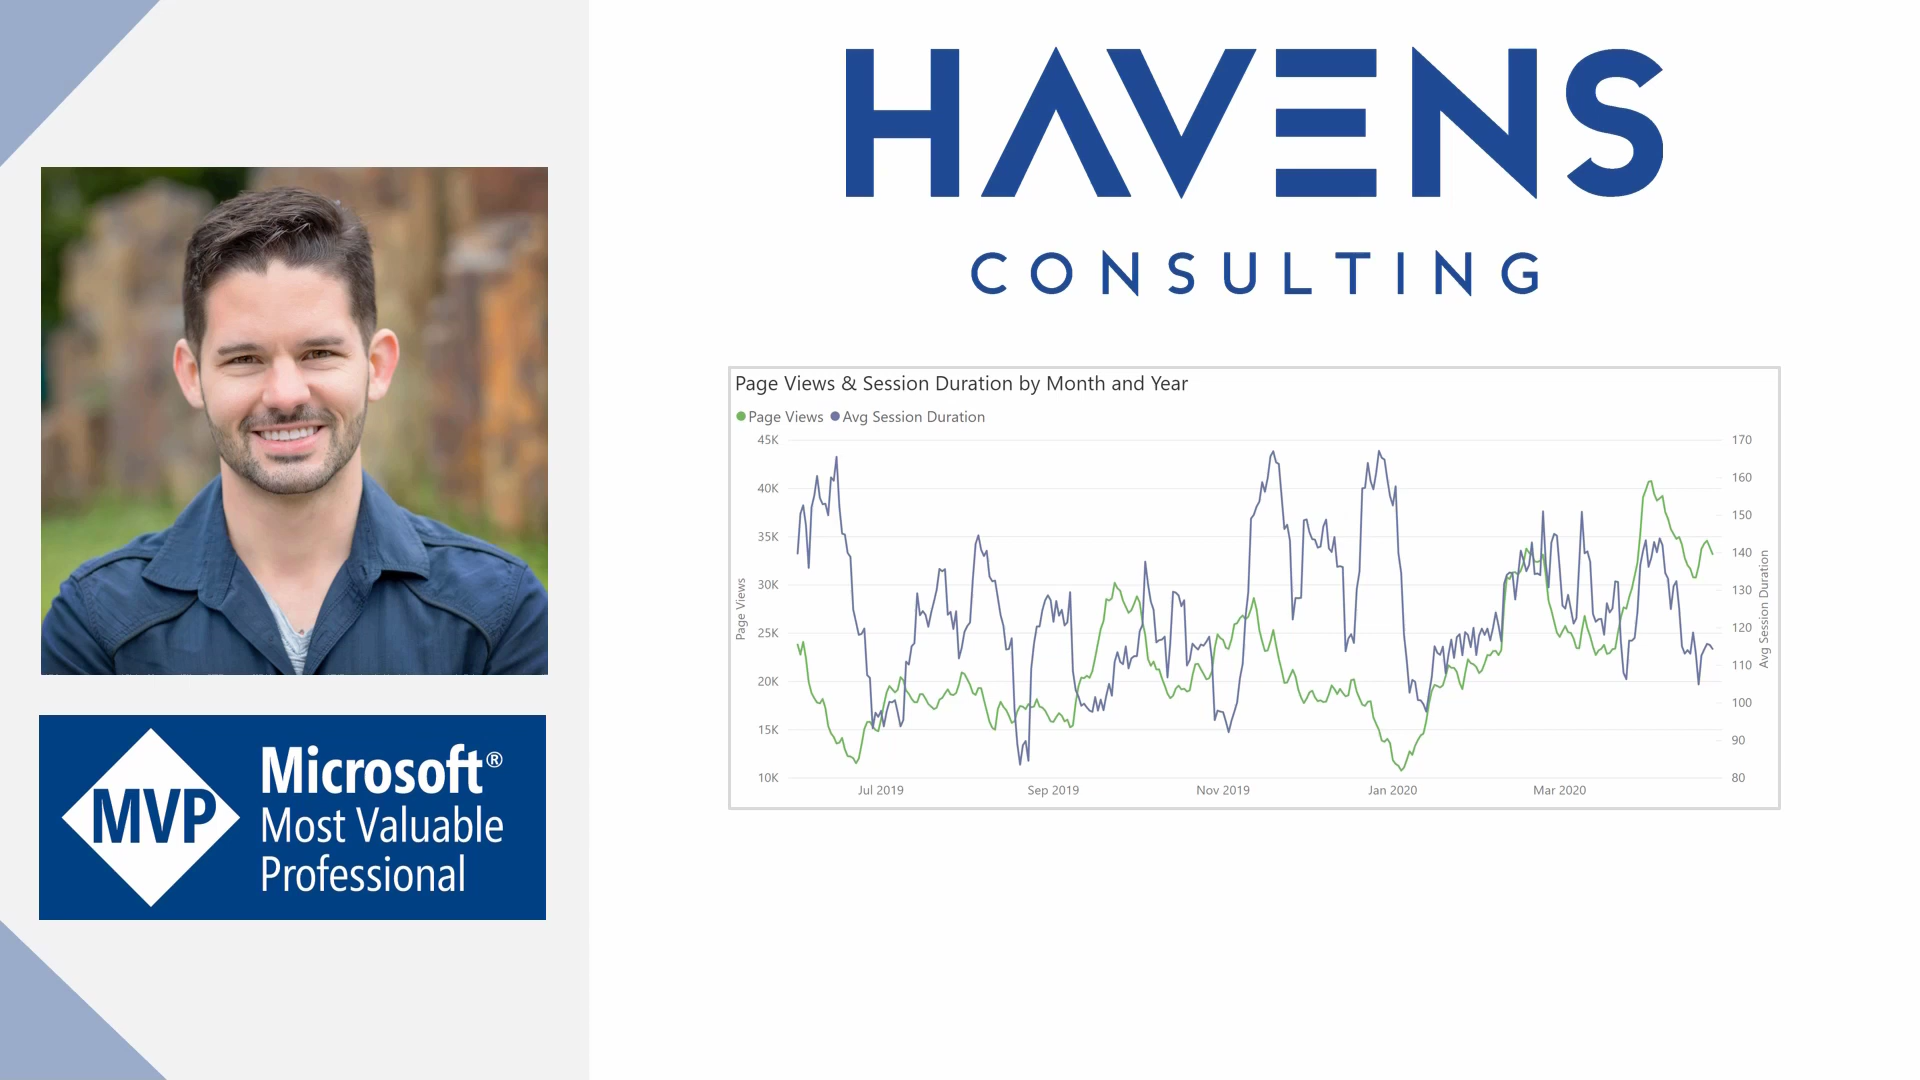 HAVENS
CONSULTING
MVP
Microsoft®
Most Valuable
Professional
Page Views & Session Duration by Month and Year
Page Views Avg Session Duration
45K
40K
35K
30K
25K
20K
15K
10K
Page Views
170
160
150
140
130
120
110
100
90
80
Avg Session Duration
Jul 2019 Sep 2019 Nov 2019 Jan 2020 Mar 2020